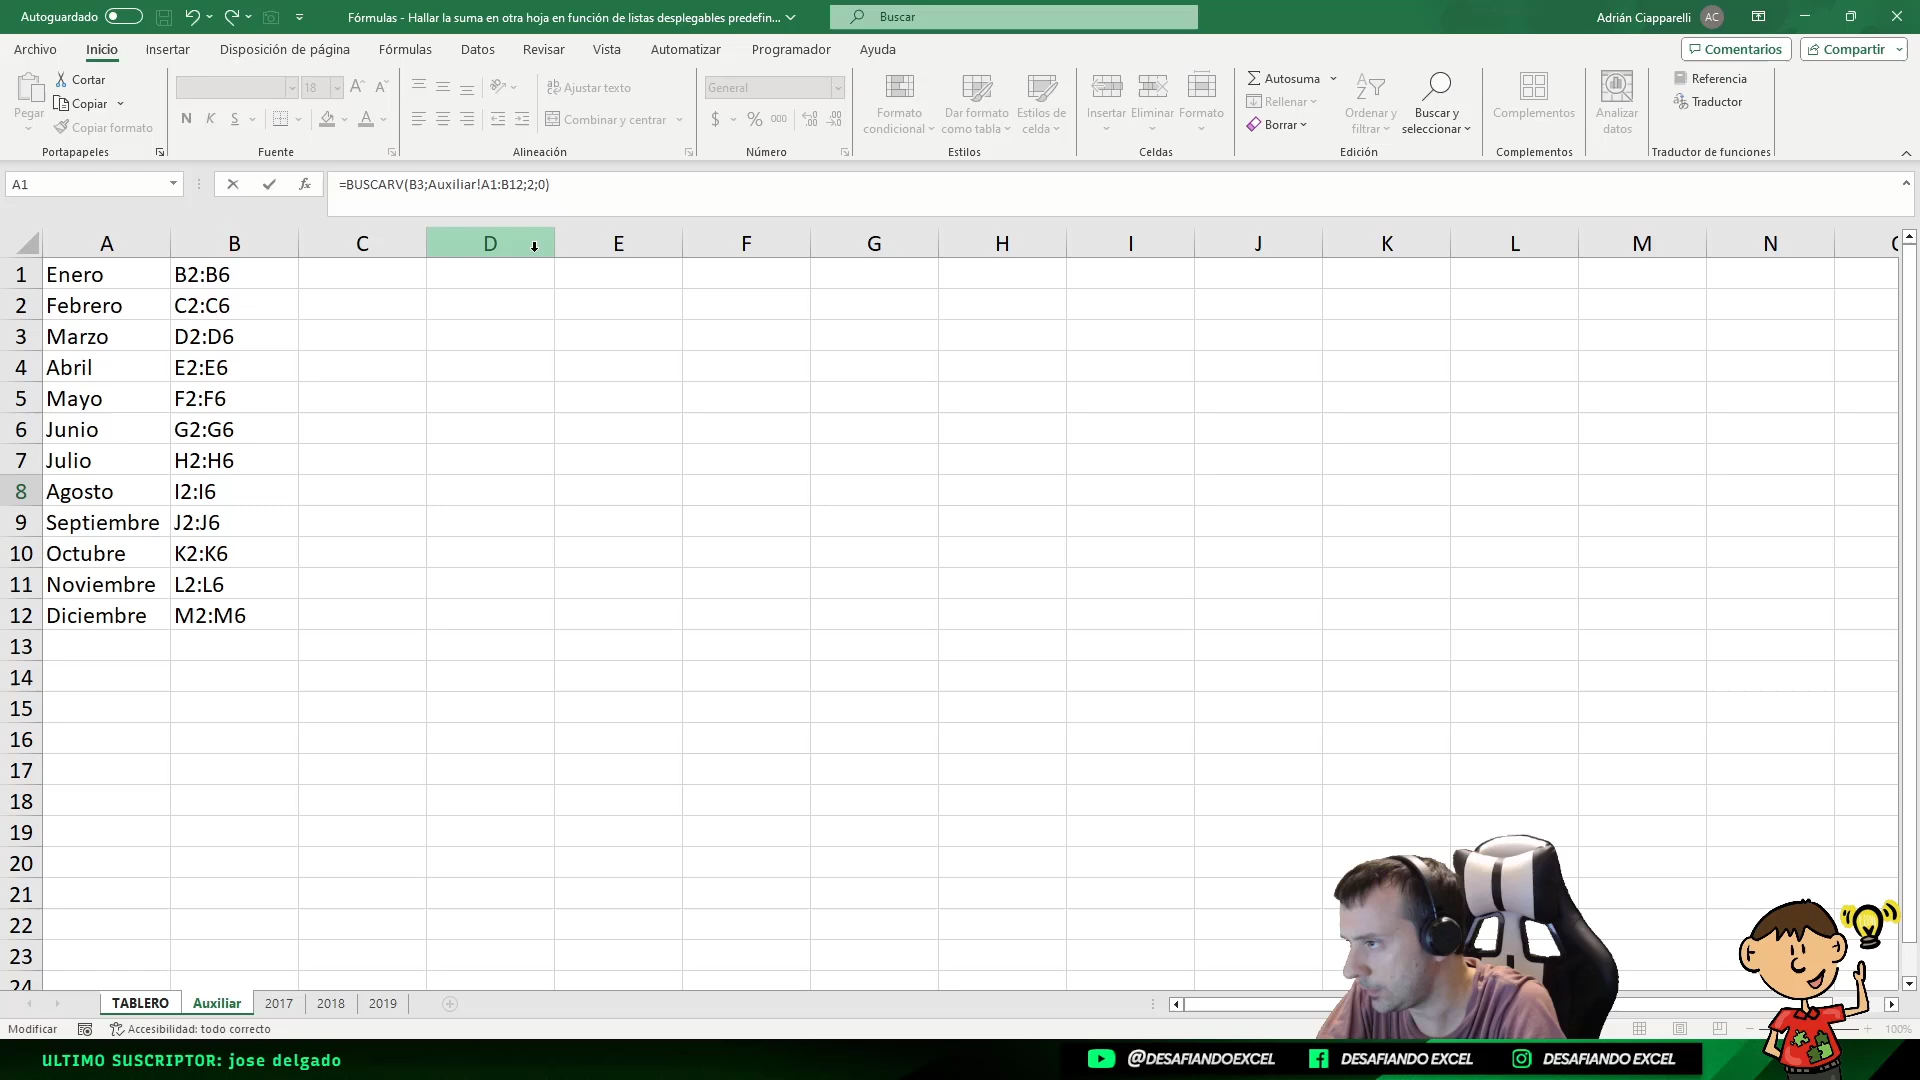 Autoguardado
Fórmulas - Hallar la suma en otra hoja en función de listas desplegables predefin...
Buscar
Adrián Ciapparelli
AC
Archivo Inicio Insertar Disposición de página Fórmulas Datos Revisar Vista Automatizar Programador Ayuda
Comentarios
Compartir
Pegar
Cortar
Copiar
Copiar formato
Portapapeles
18
N K S
Fuente
Ajustar texto
Combinar y centrar
Alineación
General
$ % 000
Número
Formato condicional
Dar formato como tabla
Estilos de celda
Estilos
Insertar Eliminar Formato
Celdas
Autosuma
Rellenar
Borrar
Ordenar y filtrar
Buscar y seleccionar
Edición
Complementos
Complementos
Analizar datos
Referencia
Traductor
Traductor de funciones
A1
fx
=BUSCARV(B3;Auxiliar!A1:B12;2;0)
A B C D E F G H I J K L M N
1 Enero B2:B6
2 Febrero C2:C6
3 Marzo D2:D6
4 Abril E2:E6
5 Mayo F2:F6
6 Junio G2:G6
7 Julio H2:H6
8 Agosto I2:I6
9 Septiembre J2:J6
10 Octubre K2:K6
11 Noviembre L2:L6
12 Diciembre M2:M6
13
14
15
16
17
18
19
20
21
22
23
24
TABLERO Auxiliar 2017 2018 2019
Modificar
Accesibilidad: todo correcto
100%
ULTIMO SUSCRIPTOR: jose delgado
@DESAFIANDOEXCEL
DESAFIANDO EXCEL
DESAFIANDO EXCEL